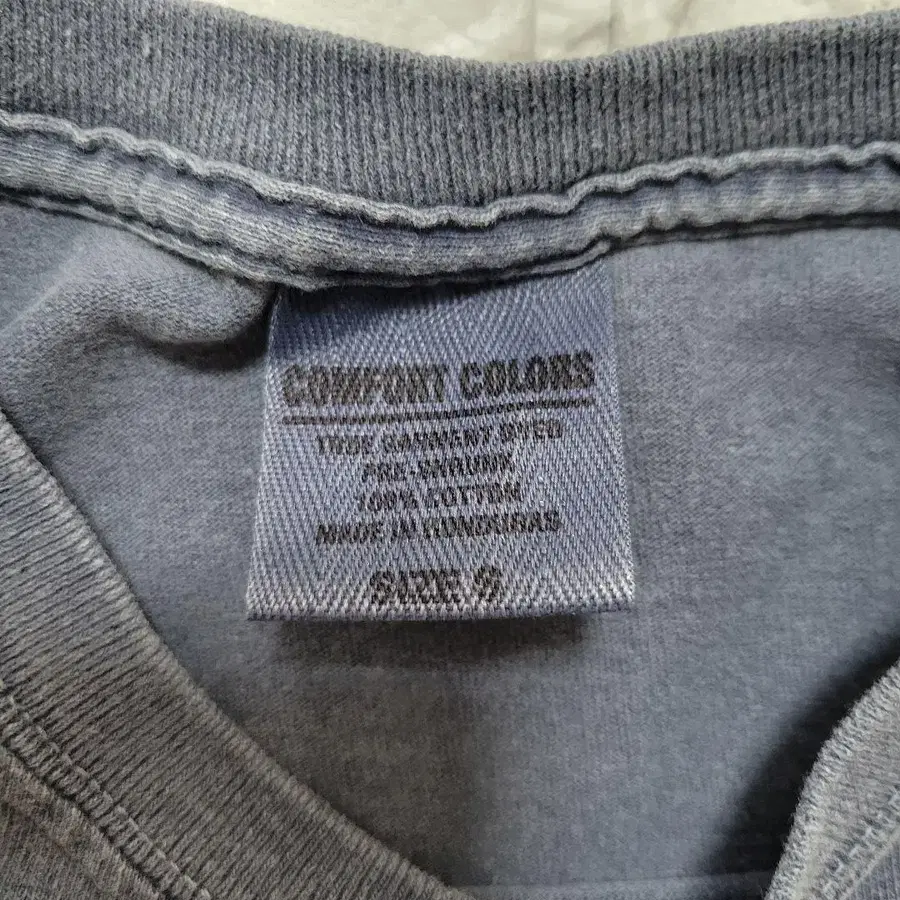 COMFORT COLORS
TRUE GARMENT DYED
PRE-SHRUNK
100% COTTON
MADE IN HONDURAS
SIZE: S